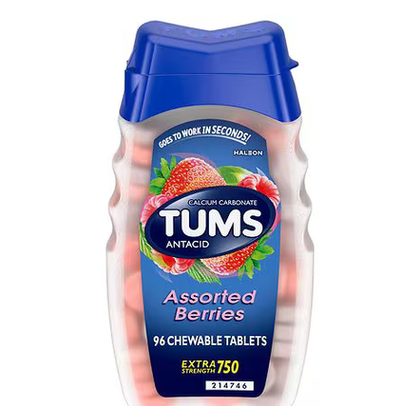 TUMS
GOES TO WORK IN SECONDS!
HALEON
CALCIUM CARBONATE
TUMS
ANTACID
Assorted
Berries
96 CHEWABLE TABLETS
EXTRA
STRENGTH 750
214746